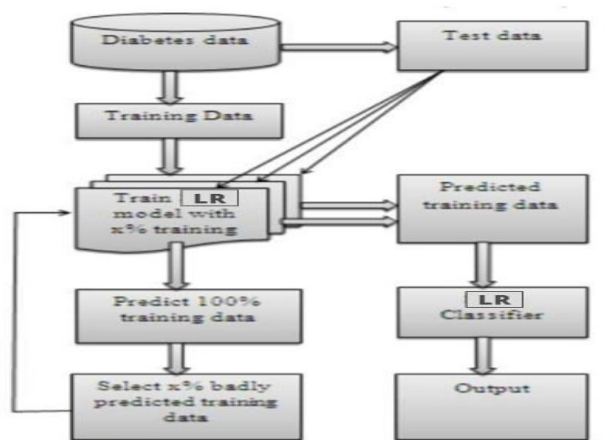 Diabetes data
Test data
Training Data
Train LR
model with
x% training
Predicted
training data
Predict 100%
training data
LR
Classifier
Select x% badly
predicted training
data
Output